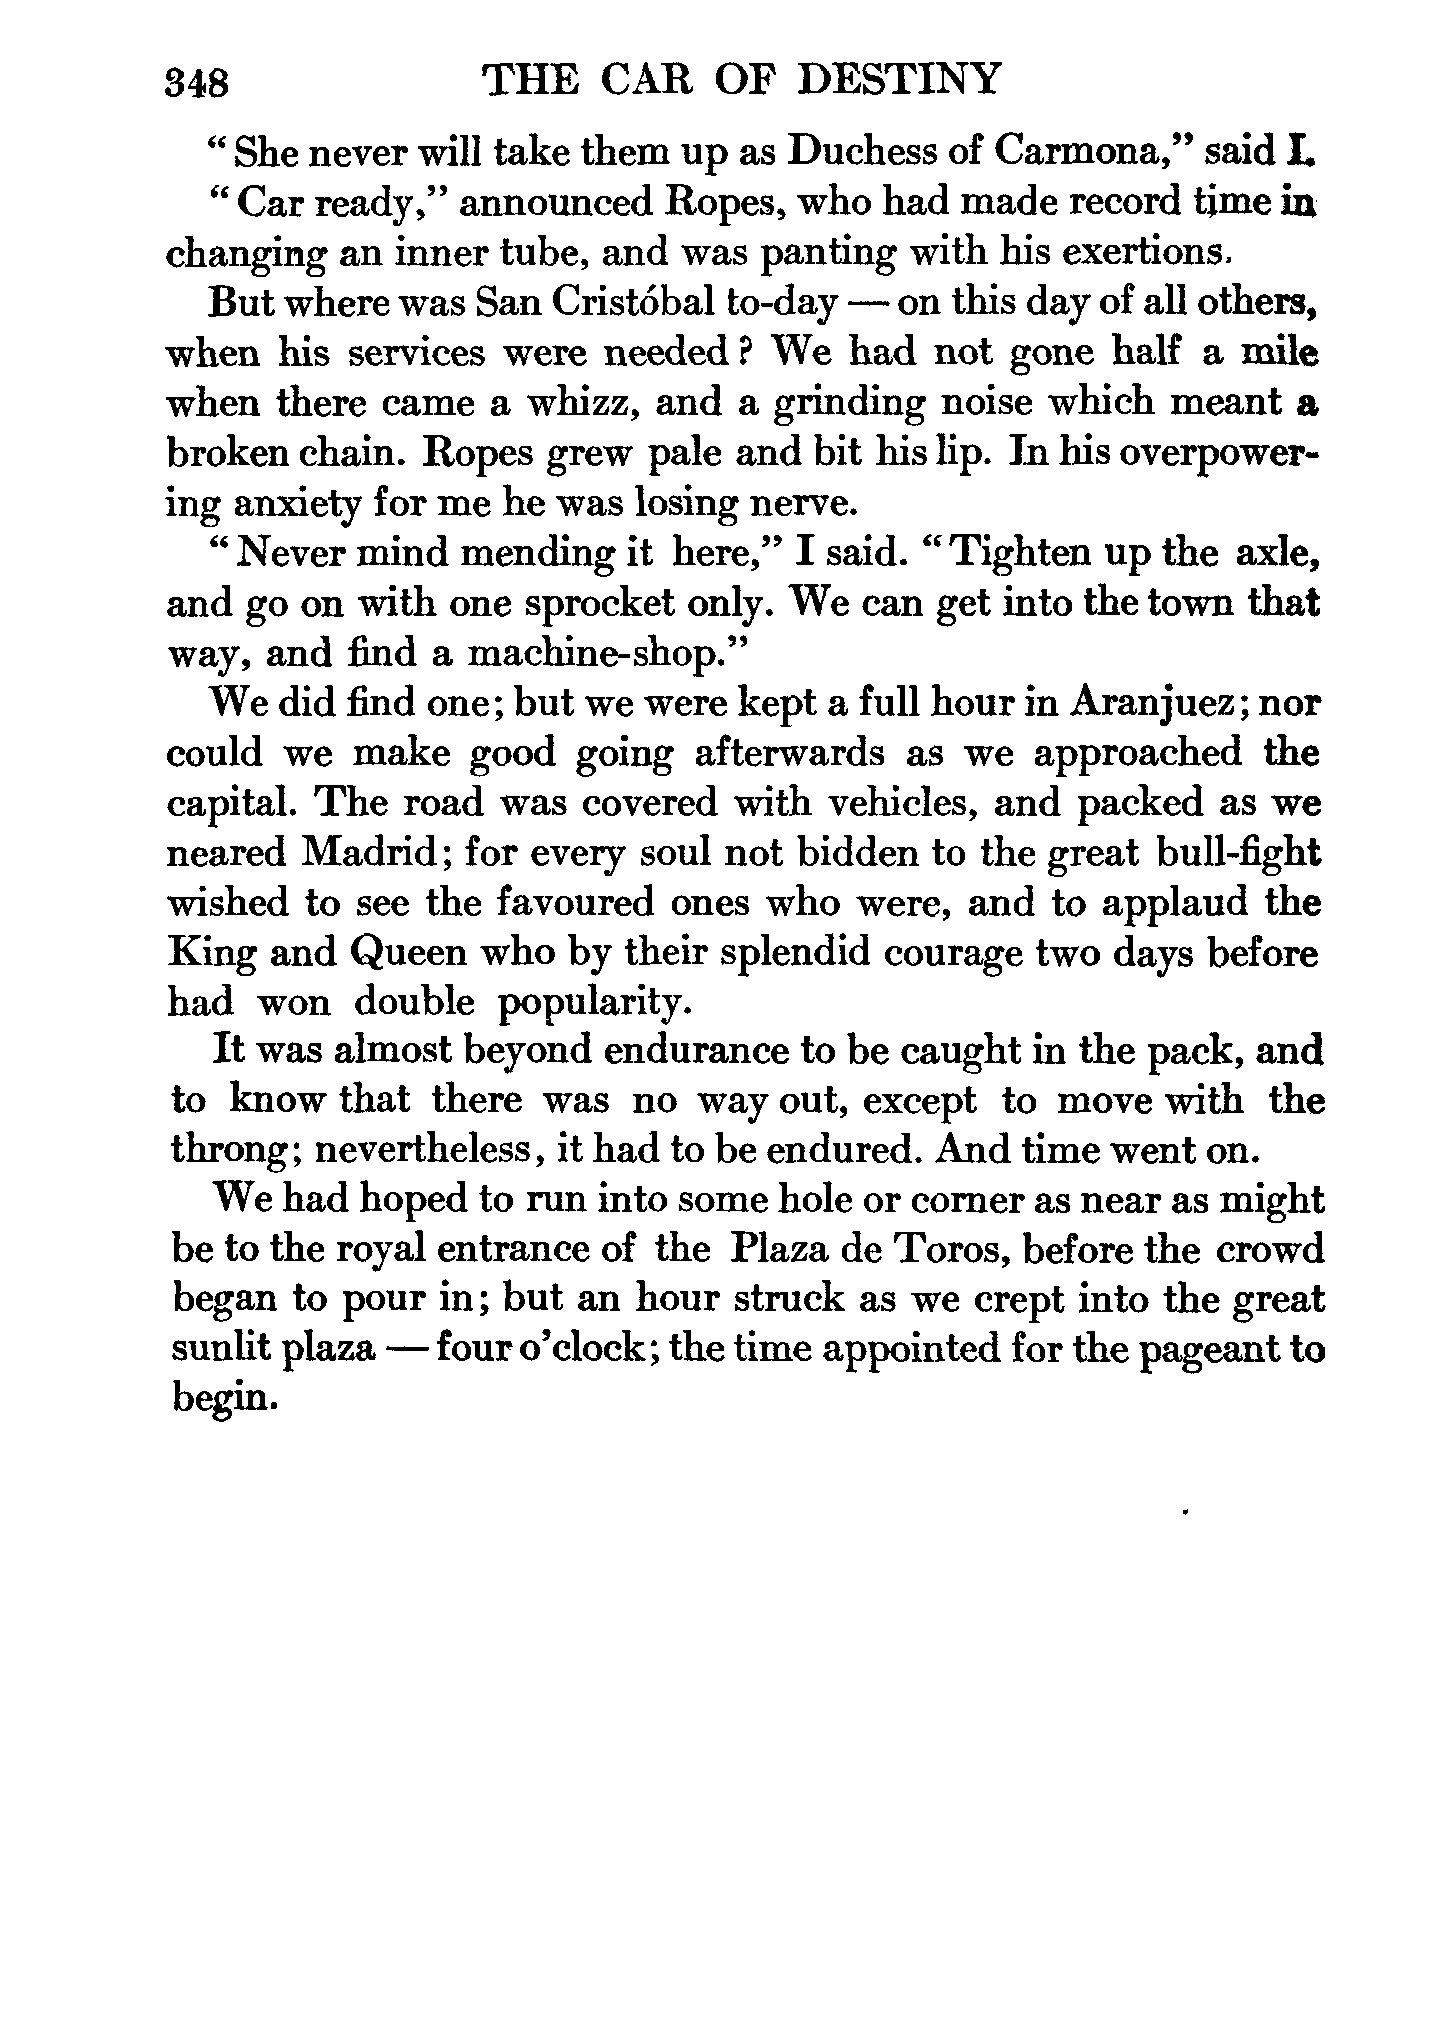 348 THE CAR OF DESTINY
“She never will take them up as Duchess of Carmona,” said I.
“Car ready,” announced Ropes, who had made record time in
changing an inner tube, and was panting with his exertions.
But where was San Cristóbal to-day — on this day of all others,
when his services were needed? We had not gone half a mile
when there came a whizz, and a grinding noise which meant a
broken chain. Ropes grew pale and bit his lip. In his overpower-
ing anxiety for me he was losing nerve.
“Never mind mending it here,” I said. “Tighten up the axle,
and go on with one sprocket only. We can get into the town that
way, and find a machine-shop.”
We did find one; but we were kept a full hour in Aranjuez; nor
could we make good going afterwards as we approached the
capital. The road was covered with vehicles, and packed as we
neared Madrid; for every soul not bidden to the great bull-fight
wished to see the favoured ones who were, and to applaud the
King and Queen who by their splendid courage two days before
had won double popularity.
It was almost beyond endurance to be caught in the pack, and
to know that there was no way out, except to move with the
throng; nevertheless, it had to be endured. And time went on.
We had hoped to run into some hole or corner as near as might
be to the royal entrance of the Plaza de Toros, before the crowd
began to pour in; but an hour struck as we crept into the great
sunlit plaza — four o’clock; the time appointed for the pageant to
begin.